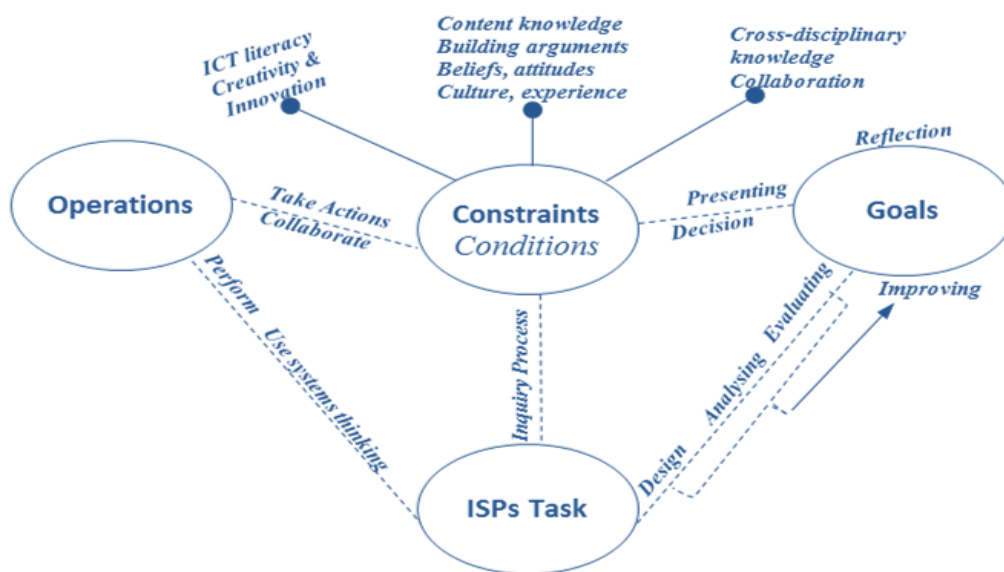 ICT literacy
Creativity &
Innovation
Content knowledge
Building arguments
Beliefs, attitudes
Culture, experience
Cross-disciplinary
knowledge
Collaboration
Reflection
Operations
Take Actions
Collaborate
Constraints
Conditions
Presenting
Decision
Goals
Improving
Perform
Use systems thinking
Inquiry Process
Design
Analysing
Evaluating
ISPs Task